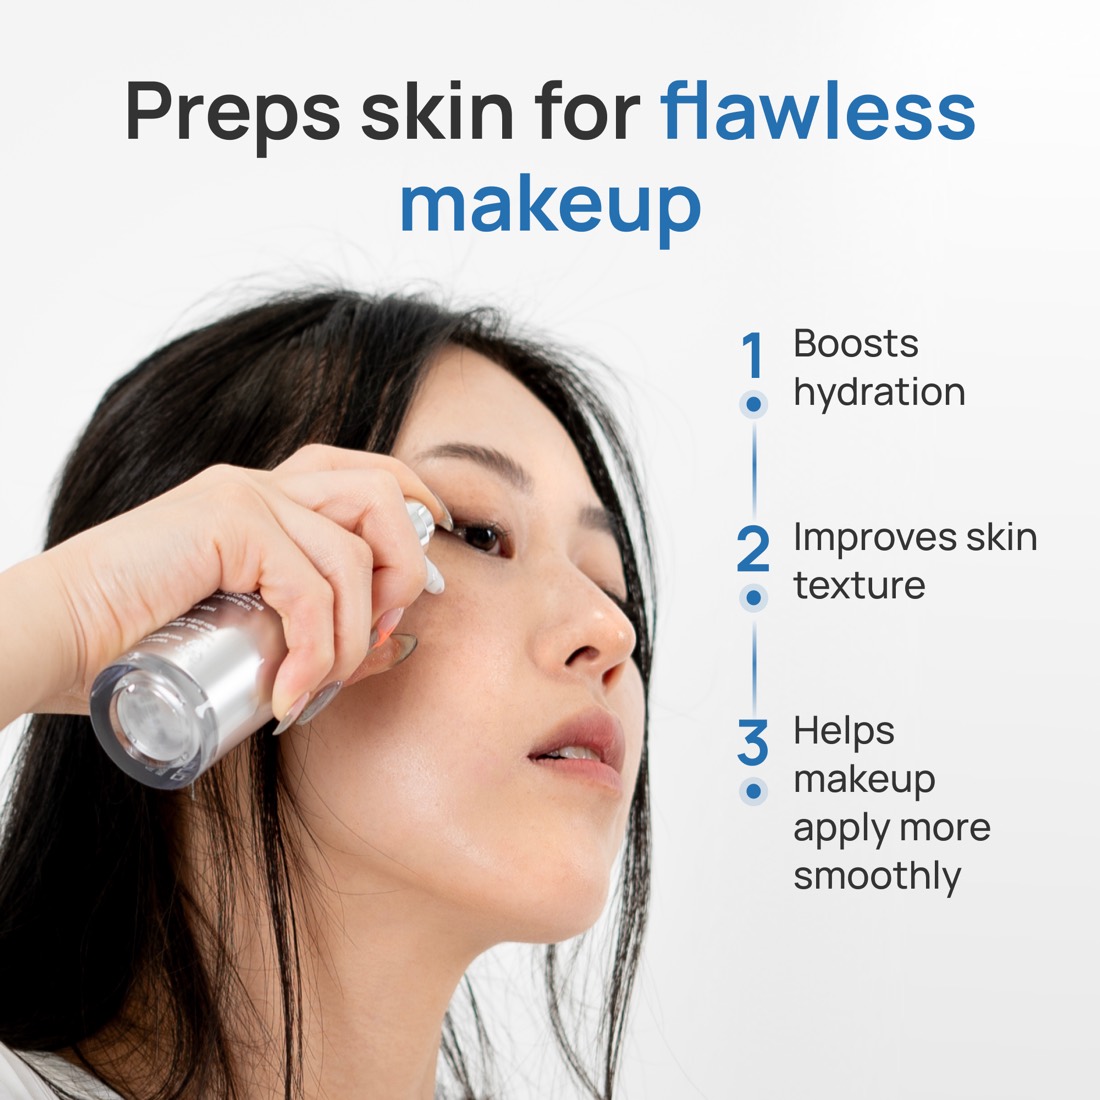 Preps skin for flawless
makeup
1
Boosts
hydration
2
Improves skin
texture
3
Helps
makeup
apply more
smoothly